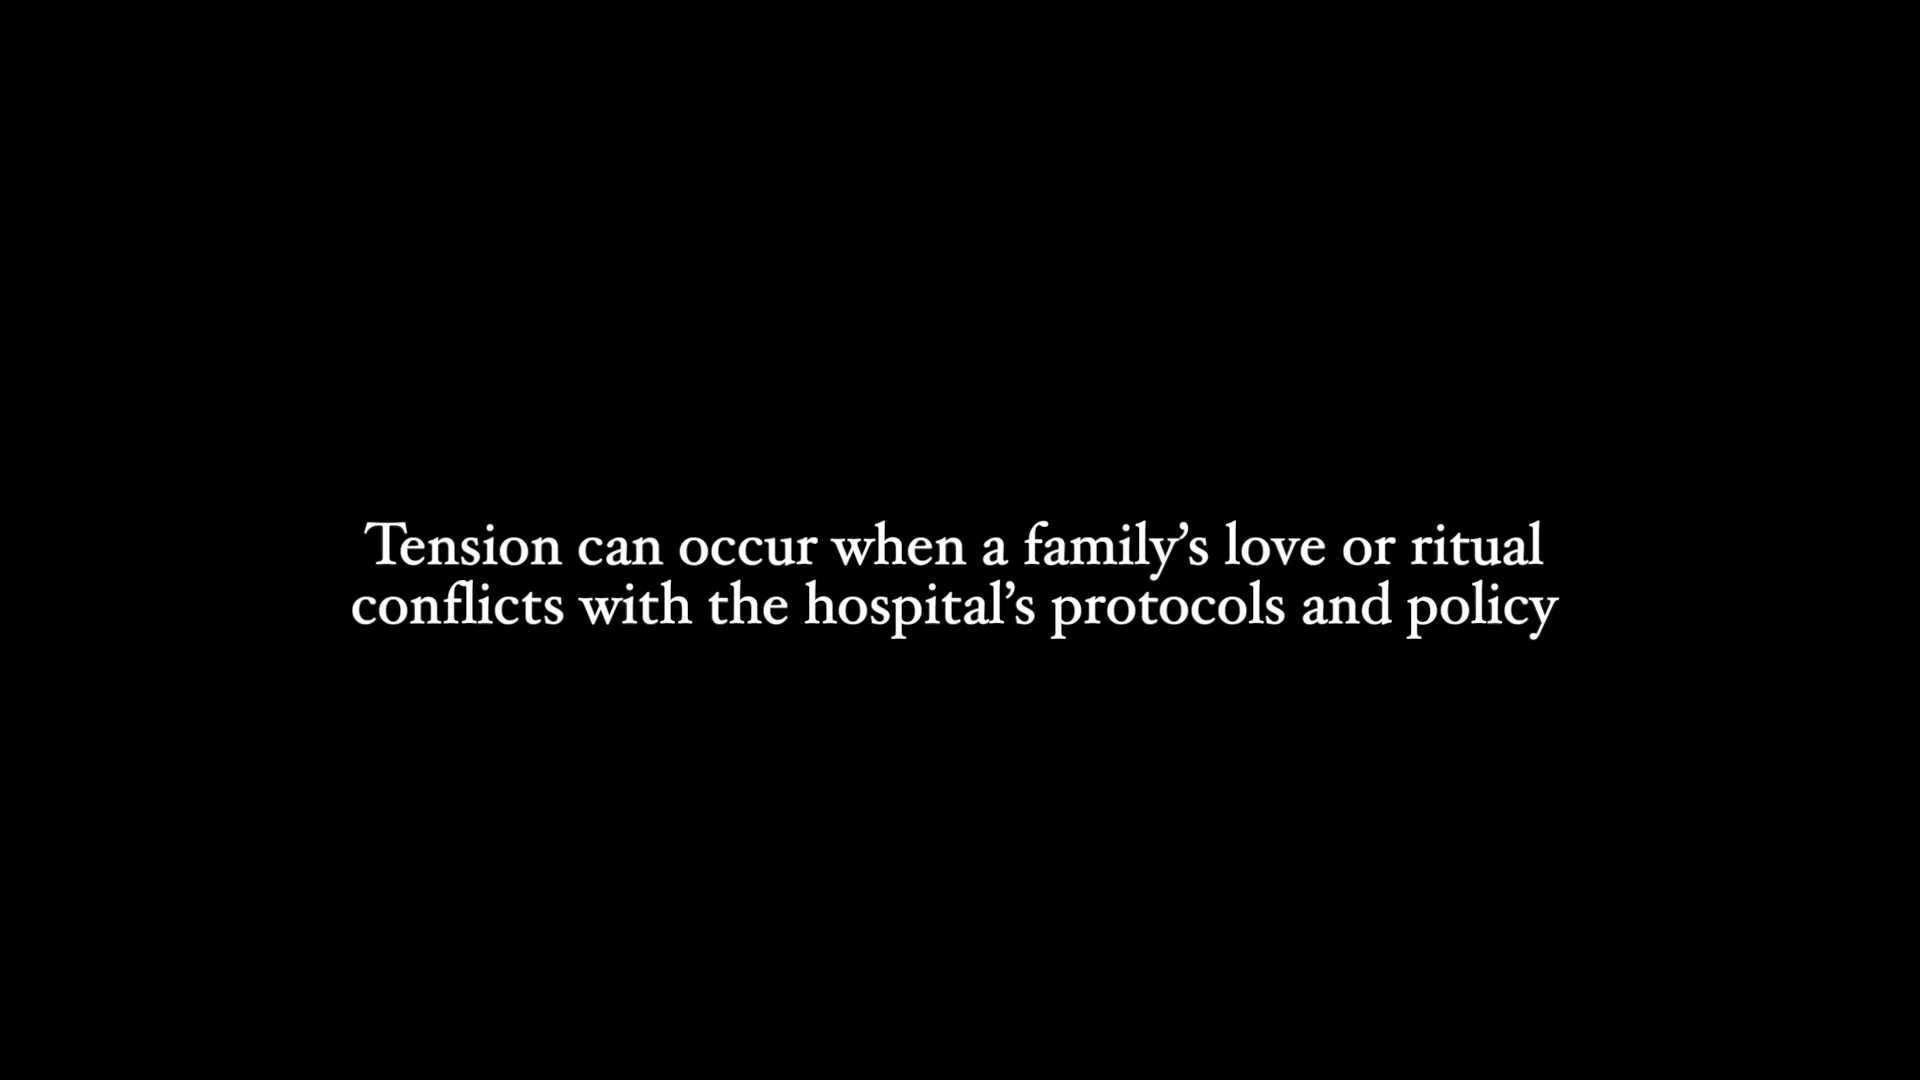 Tension can occur when a family’s love or ritual
conflicts with the hospital’s protocols and policy